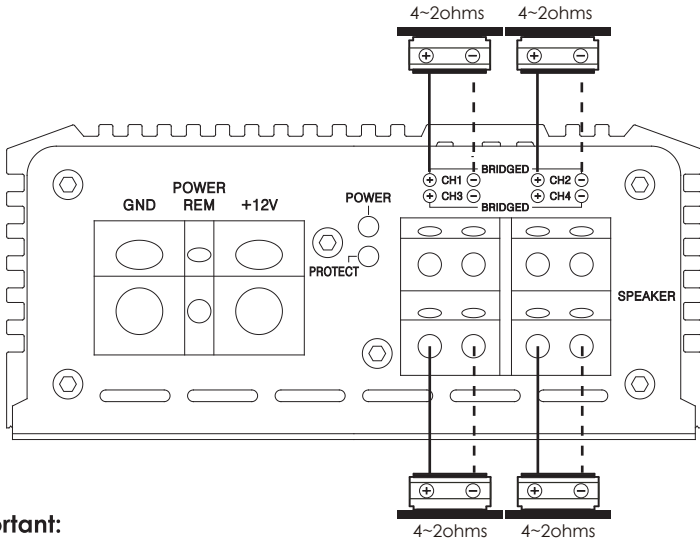 4~2ohms 4~2ohms
+ − + −
BRIDGED
+ CH1 − + CH2 −
+ CH3 − + CH4 −
BRIDGED
POWER
GND REM +12V
POWER
PROTECT
SPEAKER
+ − + −
4~2ohms 4~2ohms
ortant: